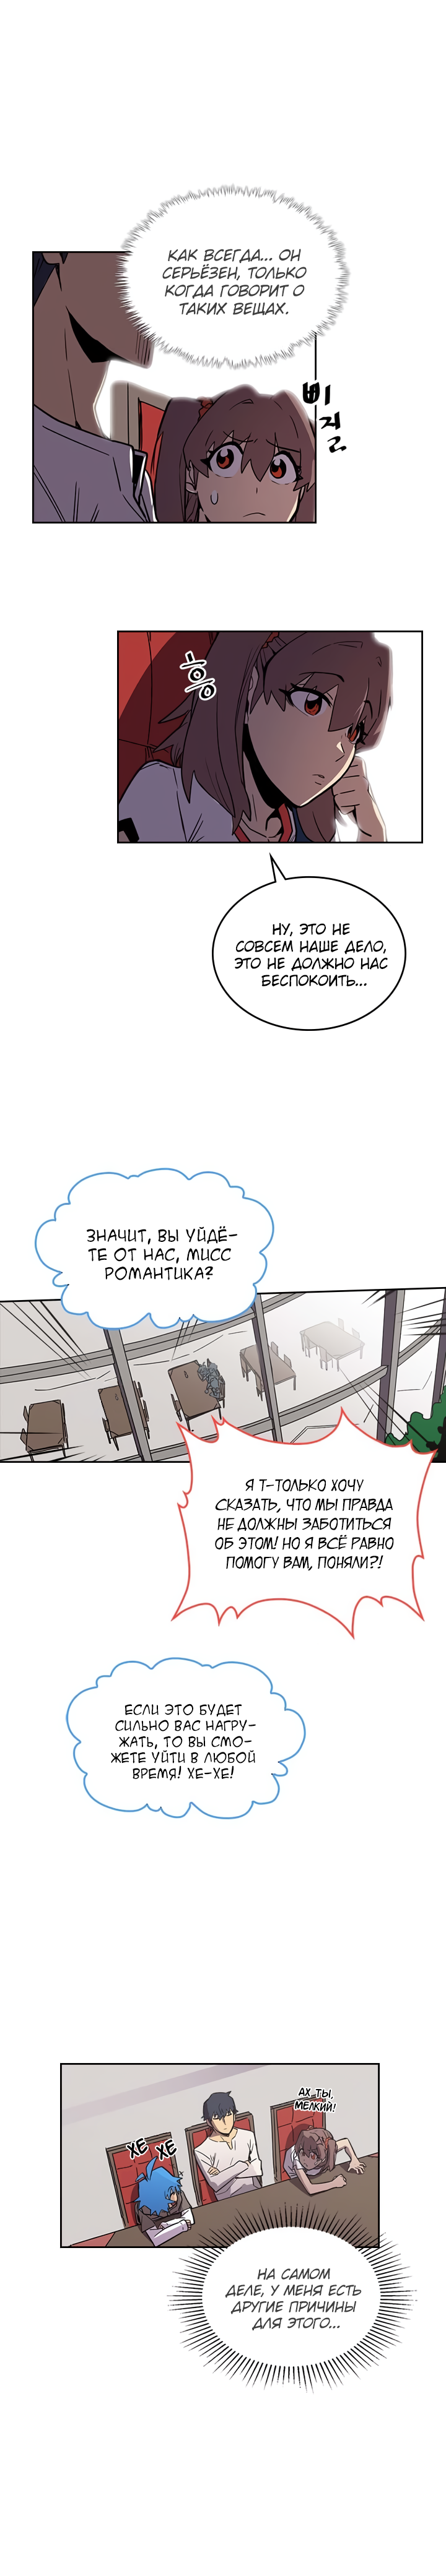 КАК ВСЕГДА... ОН
СЕРЬЁЗЕН, ТОЛЬКО
КОГДА ГОВОРИТ О
ТАКИХ ВЕЩАХ.
삐
질
흥
НУ, ЭТО НЕ
СОВСЕМ НАШЕ ДЕЛО,
ЭТО НЕ ДОЛЖНО НАС
БЕСПОКОИТЬ...
ЗНАЧИТ, ВЫ УЙДЁ-
ТЕ ОТ НАС, МИСС
РОМАНТИКА?
Я Т-ТОЛЬКО ХОЧУ
СКАЗАТЬ, ЧТО МЫ ПРАВДА
НЕ ДОЛЖНЫ ЗАБОТИТЬСЯ
ОБ ЭТОМ! НО Я ВСЁ РАВНО
ПОМОГУ ВАМ, ПОНЯЛИ?!
ЕСЛИ ЭТО БУДЕТ
СИЛЬНО ВАС НАГРУ-
ЖАТЬ, ТО ВЫ СМО-
ЖЕТЕ УЙТИ В ЛЮБОЙ
ВРЕМЯ! ХЕ-ХЕ!
АХ ТЫ,
МЕЛКИЙ!
ХЕ
ХЕ
НА САМОМ
ДЕЛЕ, У МЕНЯ ЕСТЬ
ДРУГИЕ ПРИЧИНЫ
ДЛЯ ЭТОГО...